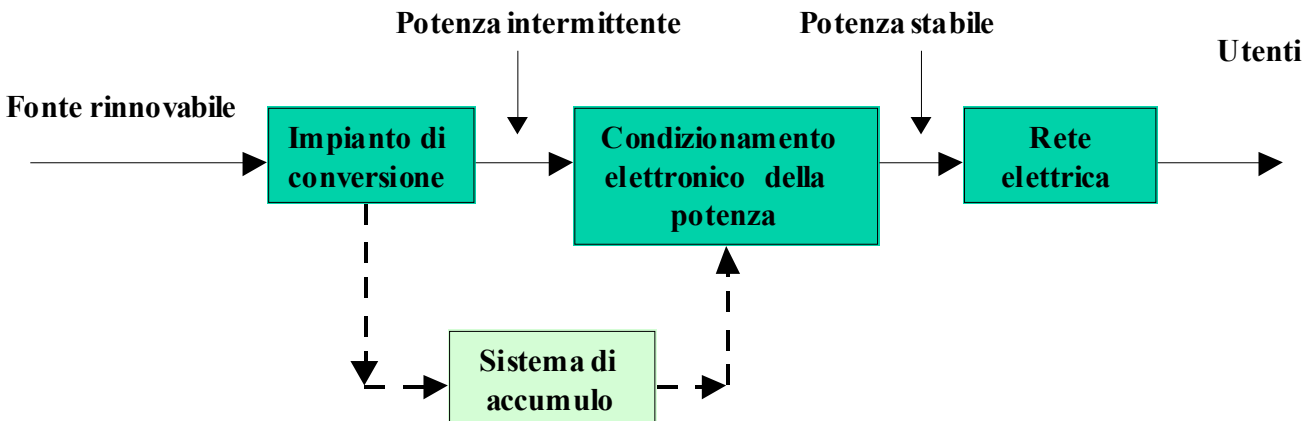 Potenza intermittente
Potenza stabile
Utenti
Fonte rinnovabile
Impianto di
conversione
Condizionamento
elettronico della
potenza
Rete
elettrica
Sistema di
accumulo